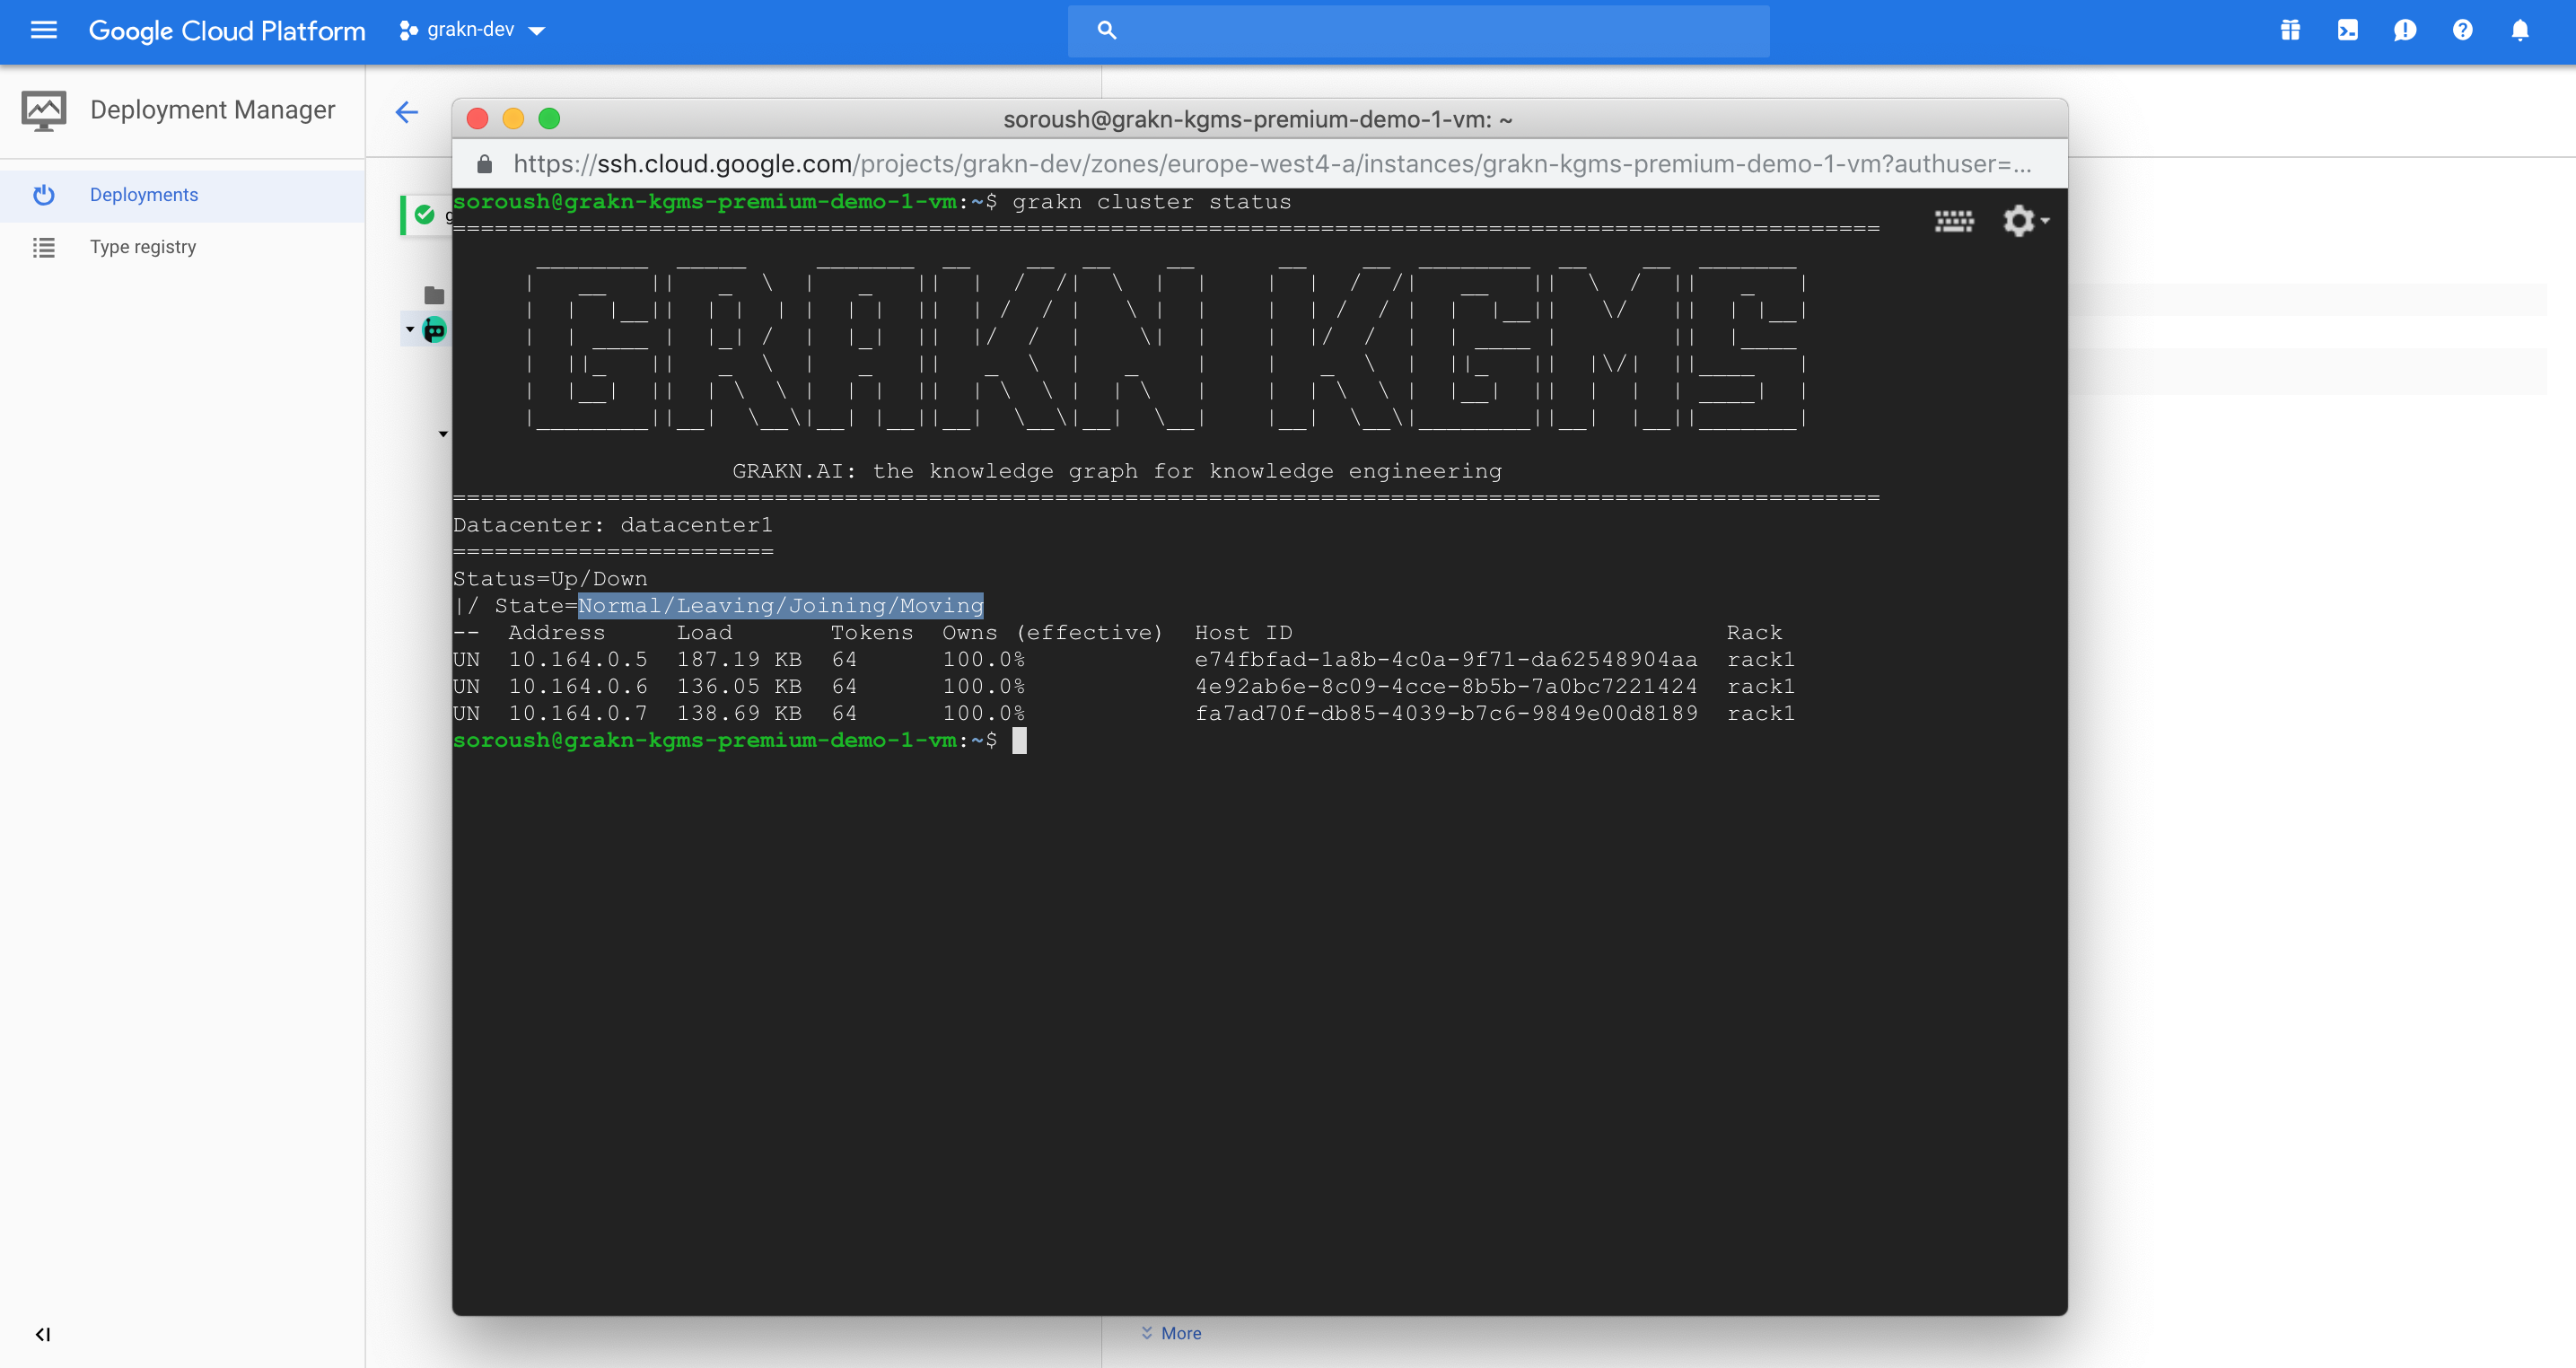 Google Cloud Platform
grakn-dev
Deployment Manager
Deployments
Type registry
soroush@grakn-kgms-premium-demo-1-vm: ~
https://ssh.cloud.google.com/projects/grakn-dev/zones/europe-west4-a/instances/grakn-kgms-premium-demo-1-vm?authuser=...
soroush@grakn-kgms-premium-demo-1-vm:~$ grakn cluster status
GRAKN KGMS
GRAKN.AI: the knowledge graph for knowledge engineering
Datacenter: datacenter1
=======================
Status=Up/Down
|/ State=Normal/Leaving/Joining/Moving
-- Address Load Tokens Owns (effective) Host ID Rack
UN 10.164.0.5 187.19 KB 64 100.0% e74fbfad-1a8b-4c0a-9f71-da62548904aa rack1
UN 10.164.0.6 136.05 KB 64 100.0% 4e92ab6e-8c09-4cce-8b5b-7a0bc7221424 rack1
UN 10.164.0.7 138.69 KB 64 100.0% fa7ad70f-db85-4039-b7c6-9849e00d8189 rack1
soroush@grakn-kgms-premium-demo-1-vm:~$
More